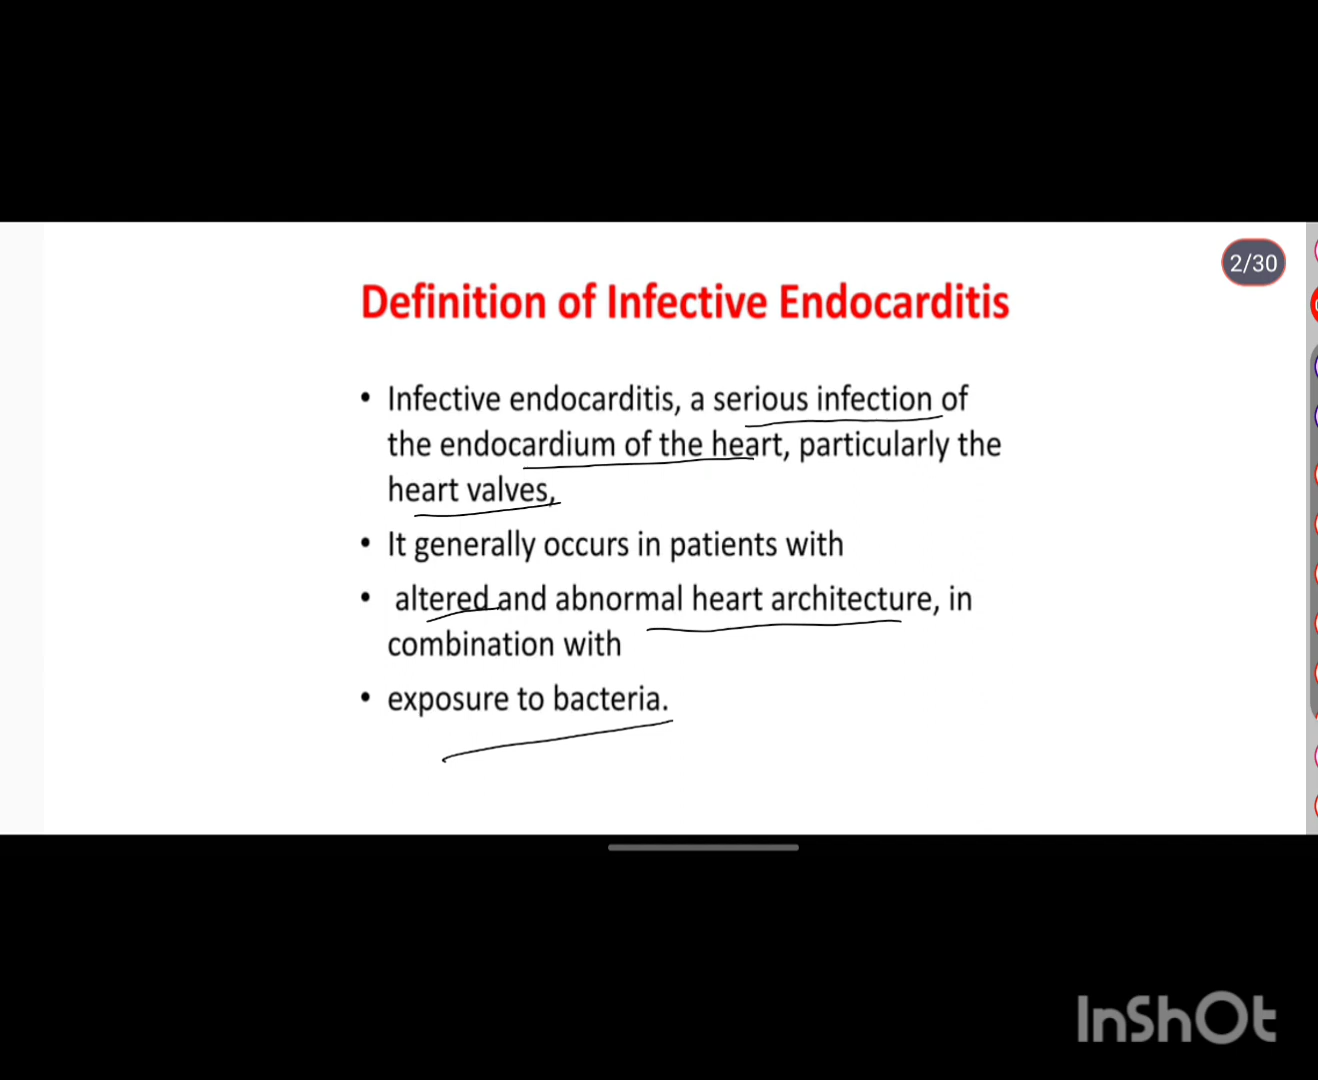 2/30
Definition of Infective Endocarditis
• Infective endocarditis, a serious infection of
the endocardium of the heart, particularly the
heart valves,
• It generally occurs in patients with
• altered and abnormal heart architecture, in
combination with
• exposure to bacteria.
InShOt